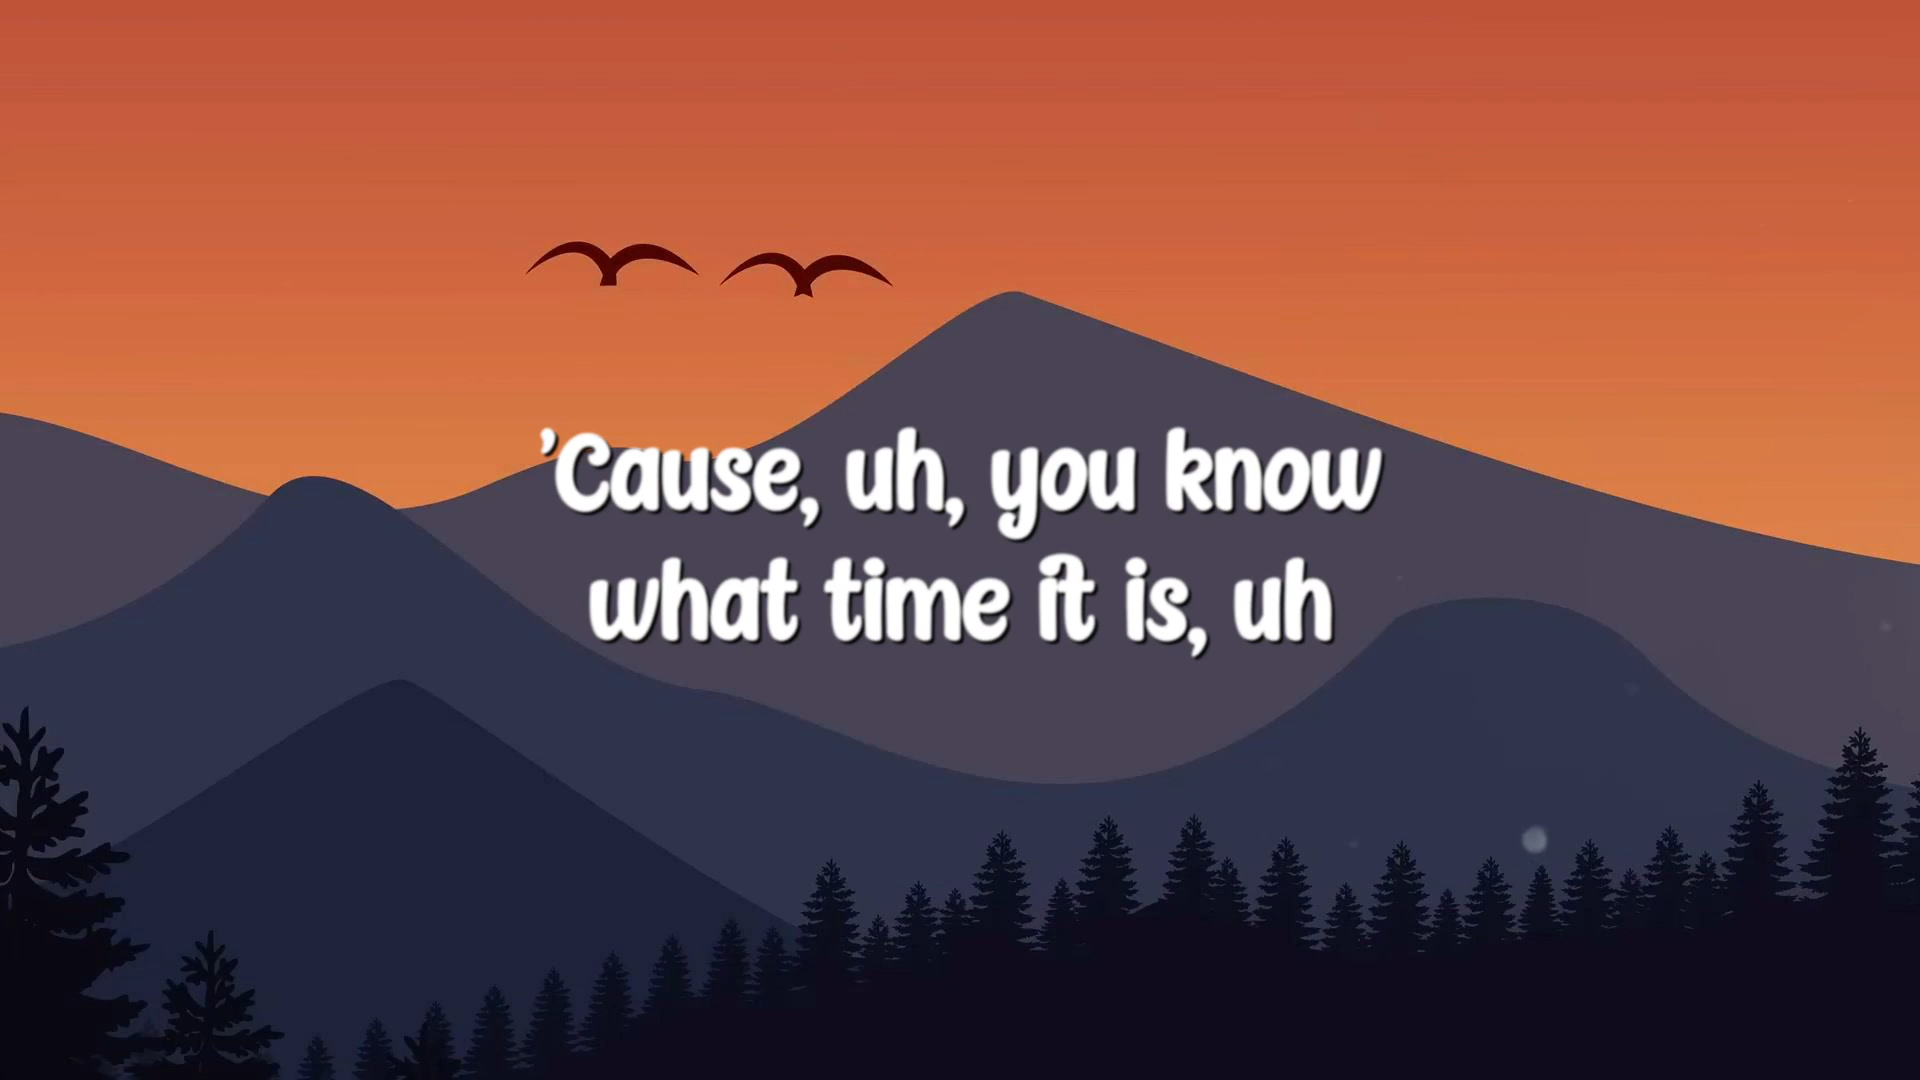 ’Cause, uh, you know
what time it is, uh